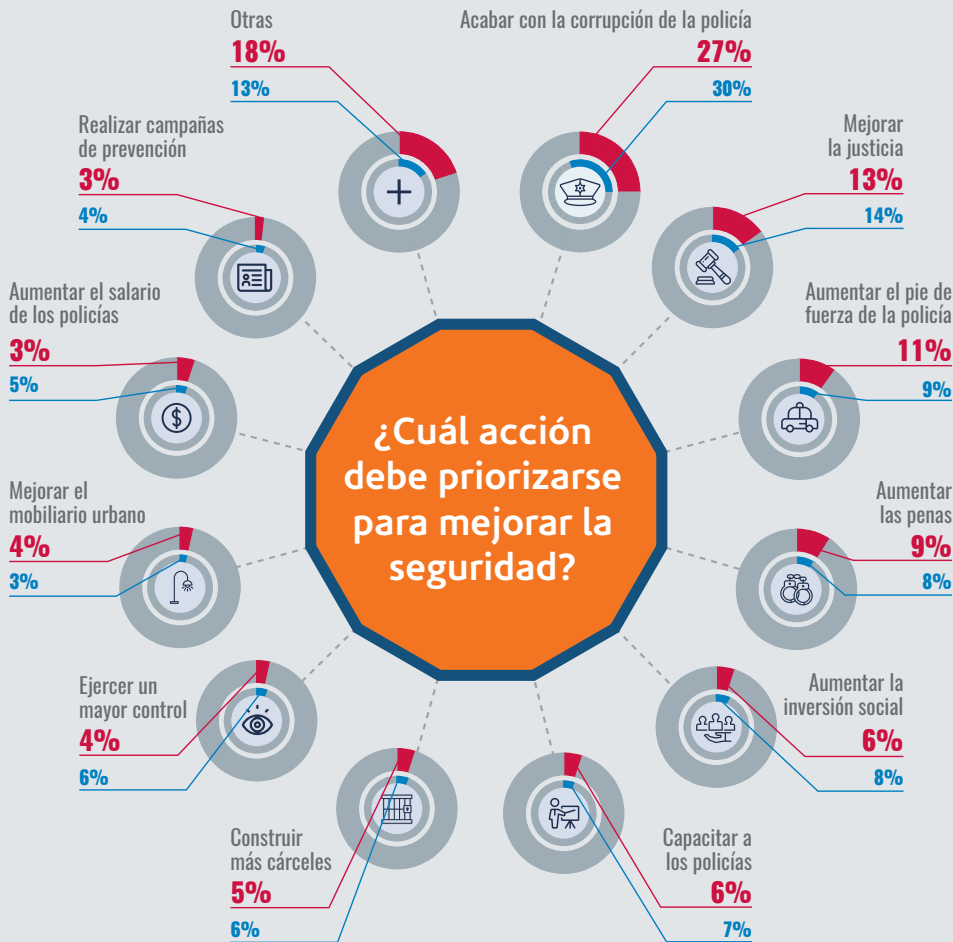 Otras
18%
13%
Acabar con la corrupción de la policía
27%
30%
Mejorar
la justicia
13%
14%
Aumentar el pie de
fuerza de la policía
11%
9%
Aumentar
las penas
9%
8%
Aumentar la
inversión social
6%
8%
Capacitar a
los policías
6%
7%
Construir
más cárceles
5%
6%
Ejercer un
mayor control
4%
6%
Mejorar el
mobiliario urbano
4%
3%
Aumentar el salario
de los policías
3%
5%
Realizar campañas
de prevención
3%
4%
¿Cuál acción
debe priorizarse
para mejorar la
seguridad?